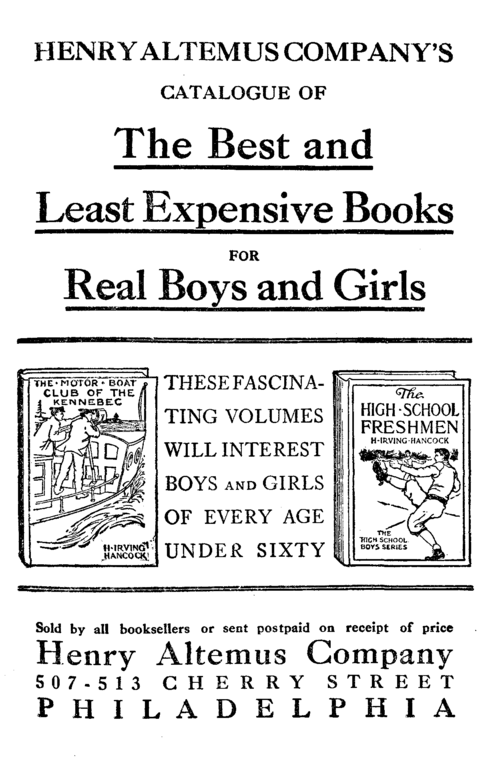 HENRY ALTEMUS COMPANY'S
CATALOGUE OF
The Best and
Least Expensive Books
FOR
Real Boys and Girls
THE·MOTOR·BOAT
CLUB OF THE
KENNEBEC
H·IRVING
HANCOCK
THESE FASCINA-
TING VOLUMES
WILL INTEREST
BOYS AND GIRLS
OF EVERY AGE
UNDER SIXTY
The
HIGH·SCHOOL
FRESHMEN
H·IRVING·HANCOCK
THE
HIGH SCHOOL
BOYS SERIES
Sold by all booksellers or sent postpaid on receipt of price
Henry Altemus Company
507-513 CHERRY STREET
PHILADELPHIA